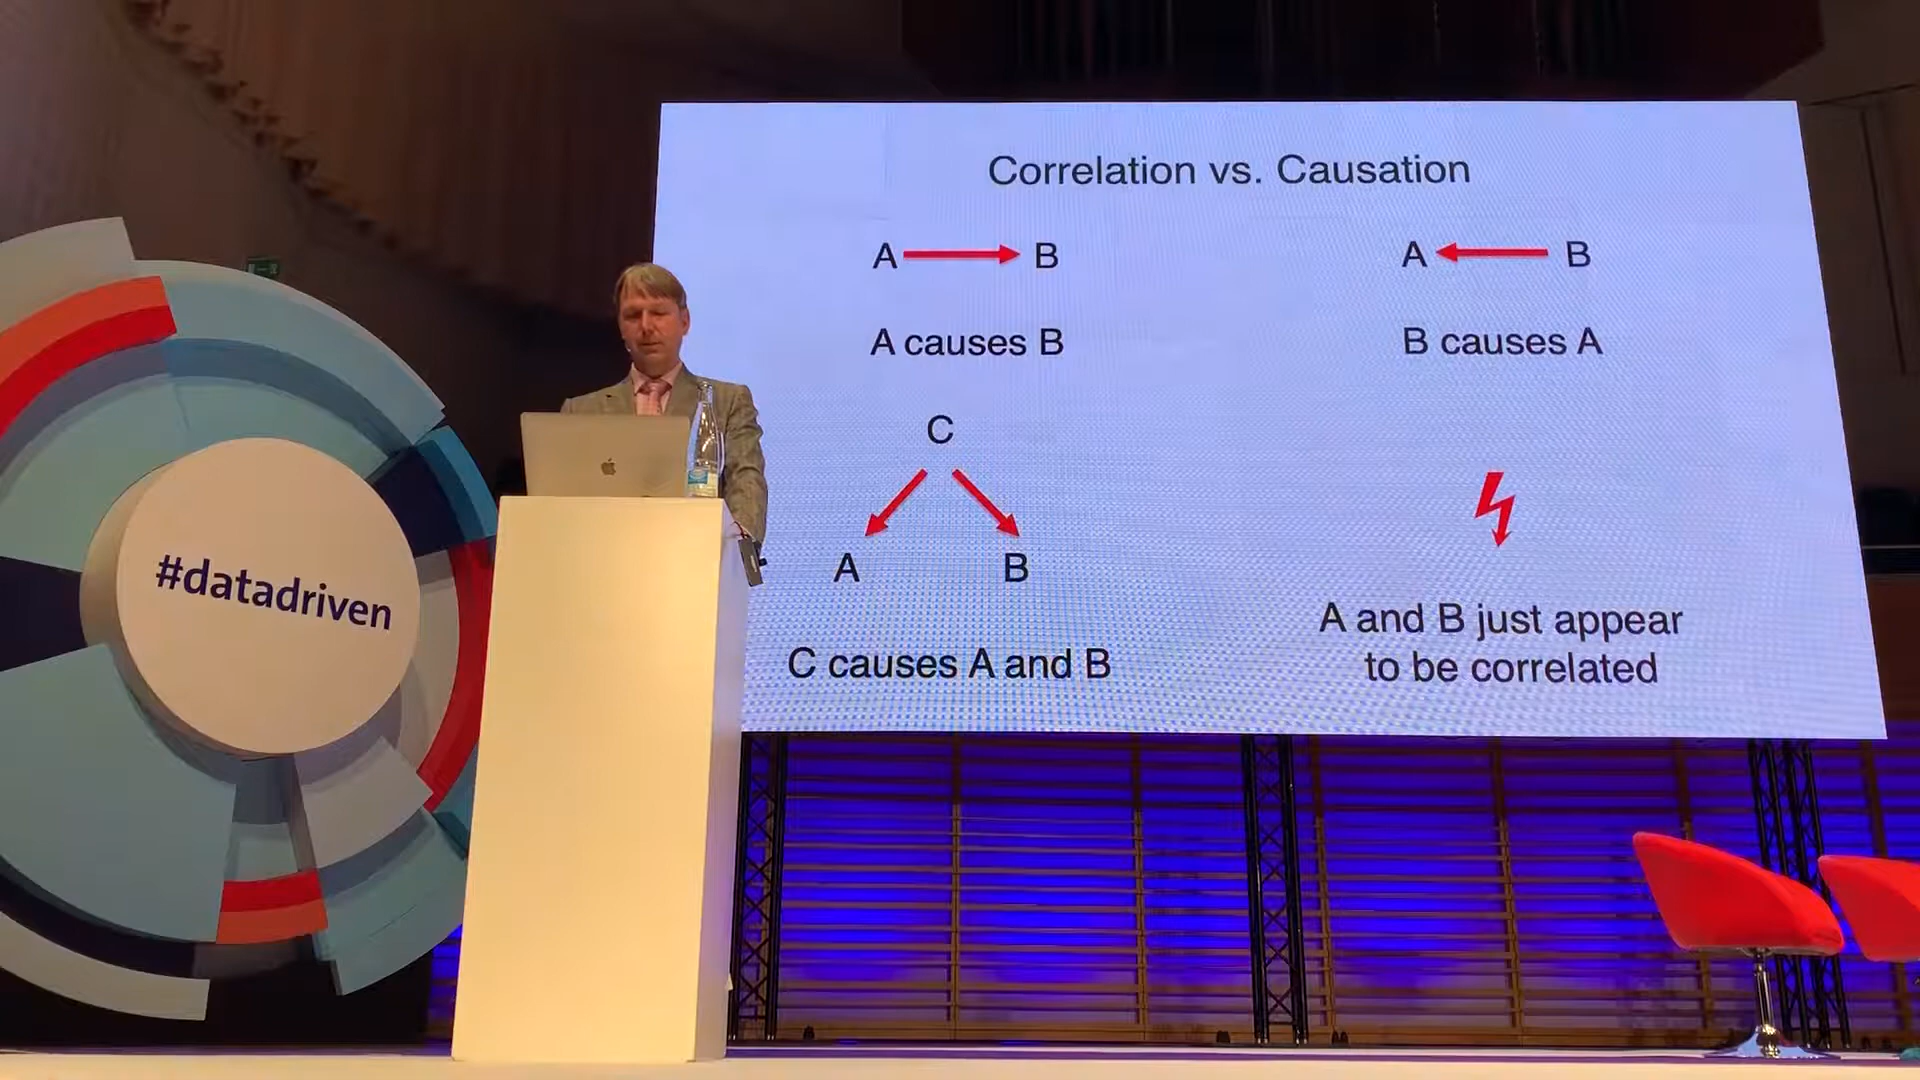 Correlation vs. Causation
A B
A causes B
A B
B causes A
C
A B
C causes A and B
A and B just appear
to be correlated
#datadriven